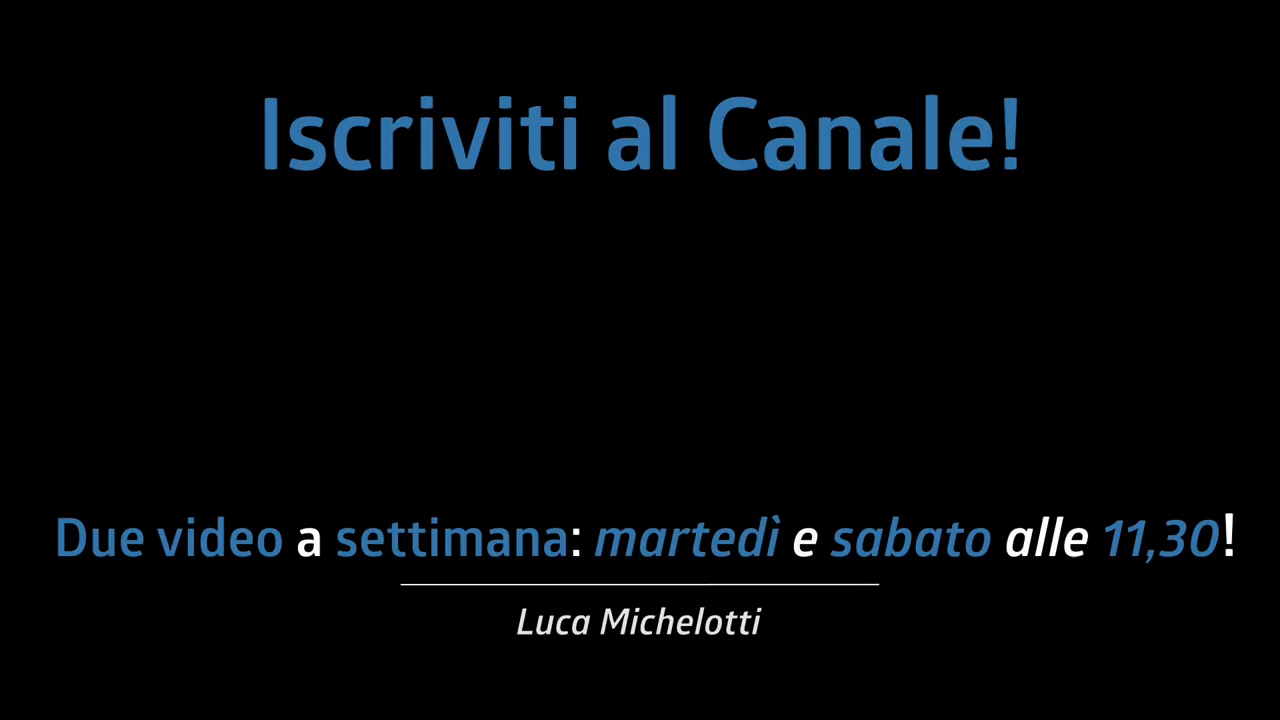 Iscriviti al Canale!
Due video a settimana: martedì e sabato alle 11,30!
Luca Michelotti